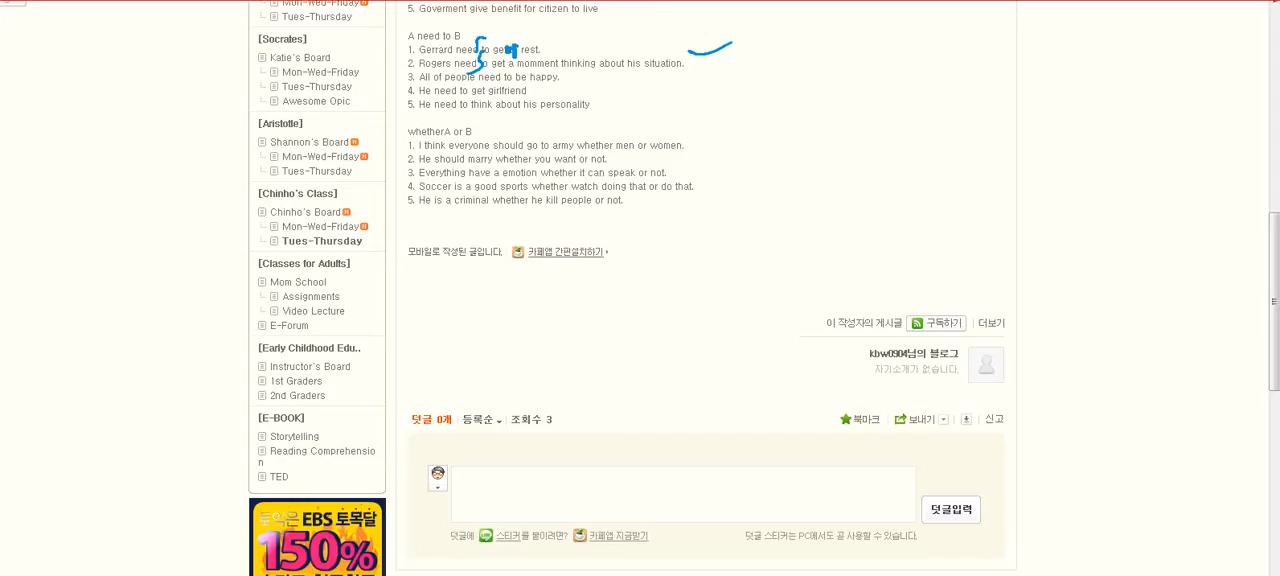 Mon-Wed-Friday
Tues-Thursday
[Socrates]
Katie's Board
Mon-Wed-Friday
Tues-Thursday
Awesome Opic
[Aristotle]
Shannon's Board
Mon-Wed-Friday
Tues-Thursday
[Chinho's Class]
Chinho's Board
Mon-Wed-Friday
Tues-Thursday
[Classes for Adults]
Mom School
Assignments
Video Lecture
E-Forum
[Early Childhood Edu..
Instructor's Board
1st Graders
2nd Graders
[E-BOOK]
Storytelling
Reading Comprehensio
n
TED
EBS 토목달
150%
5. Goverment give benefit for citizen to live
A need to B
1. Gerrard need to get rest.
2. Rogers need to get a momment thinking about his situation.
3. All of people need to be happy.
4. He need to get girlfriend
5. He need to think about his personality
whetherA or B
1. I think everyone should go to army whether men or women.
2. He should marry whether you want or not.
3. Everything have a emotion whether it can speak or not.
4. Soccer is a good sports whether watch doing that or do that.
5. He is a criminal whether he kill people or not.
모바일로 작성된 글입니다. 카페앱 간편설치하기
이 작성자의 게시글 구독하기 더보기
kbw0904님의 블로그
자기소개가 없습니다.
덧글 0개 등록순 조회수 3 북마크 보내기 신고
덧글입력
덧글에 스티커를 붙이려면? 카페앱 지금받기 덧글 스티커는 PC에서도 곧 사용할 수 있습니다.